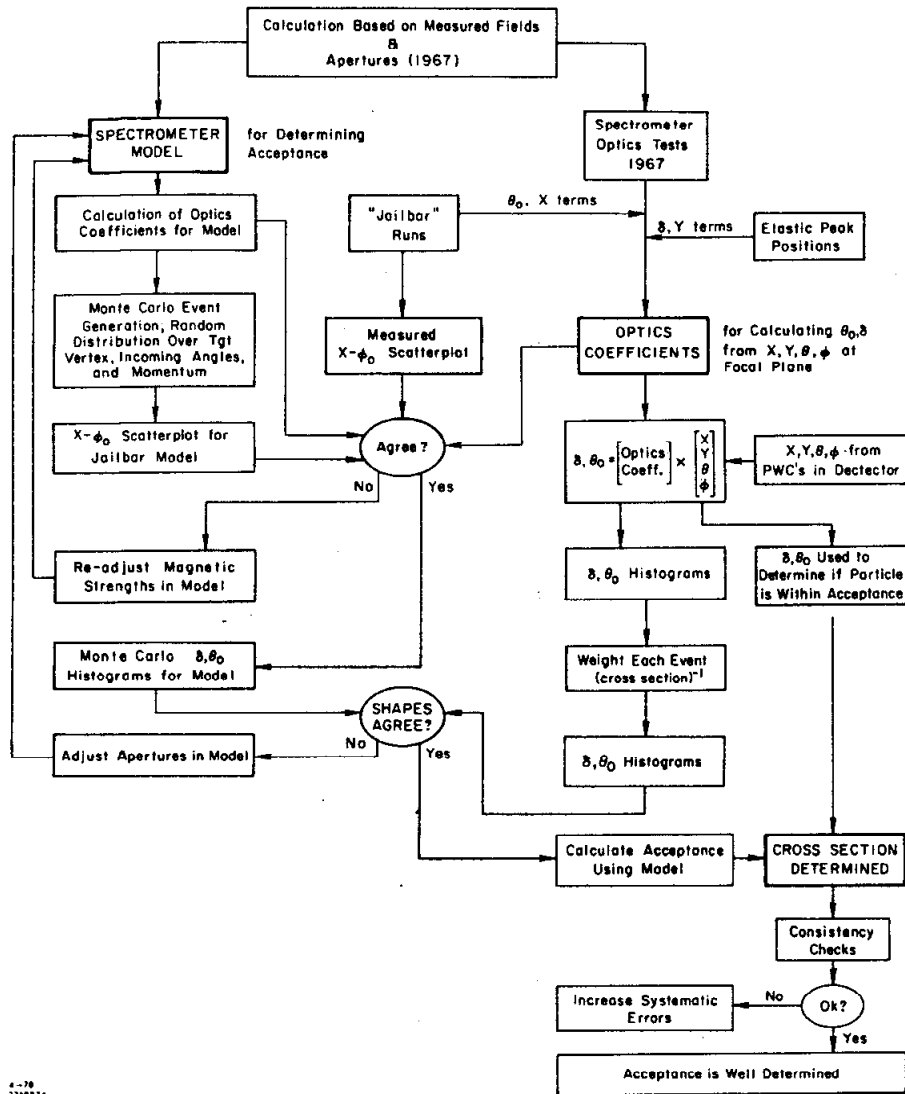 Calculation Based on Measured Fields
&
Apertures (1967)
SPECTROMETER
MODEL
for Determining
Acceptance
Spectrometer
Optics Tests
1967
Calculation of Optics
Coefficients for Model
"Jailbar"
Runs
θ₀, X terms
δ, Y terms
Elastic Peak
Positions
Monte Carlo Event
Generation, Random
Distribution Over Tgt
Vertex, Incoming Angles,
and Momentum
Measured
X-ϕ₀ Scatterplot
OPTICS
COEFFICIENTS
for Calculating θ₀,δ
from X,Y,θ,ϕ at
Focal Plane
X-ϕ₀ Scatterplot for
Jailbar Model
Agree?
No
Yes
δ,θ₀ = [Optics Coeff.] × [X Y θ ϕ]
X,Y,θ,ϕ -from
PWC's in Dectector
Re-adjust Magnetic
Strengths in Model
δ,θ₀ Histograms
δ,θ₀ Used to
Determine if Particle
is Within Acceptance
Monte Carlo δ,θ₀
Histograms for Model
Weight Each Event
(cross section)⁻¹
SHAPES
AGREE?
No
Yes
Adjust Apertures in Model
δ,θ₀ Histograms
Calculate Acceptance
Using Model
CROSS SECTION
DETERMINED
Consistency
Checks
Increase Systematic
Errors
No
Ok?
Yes
Acceptance is Well Determined
4-78